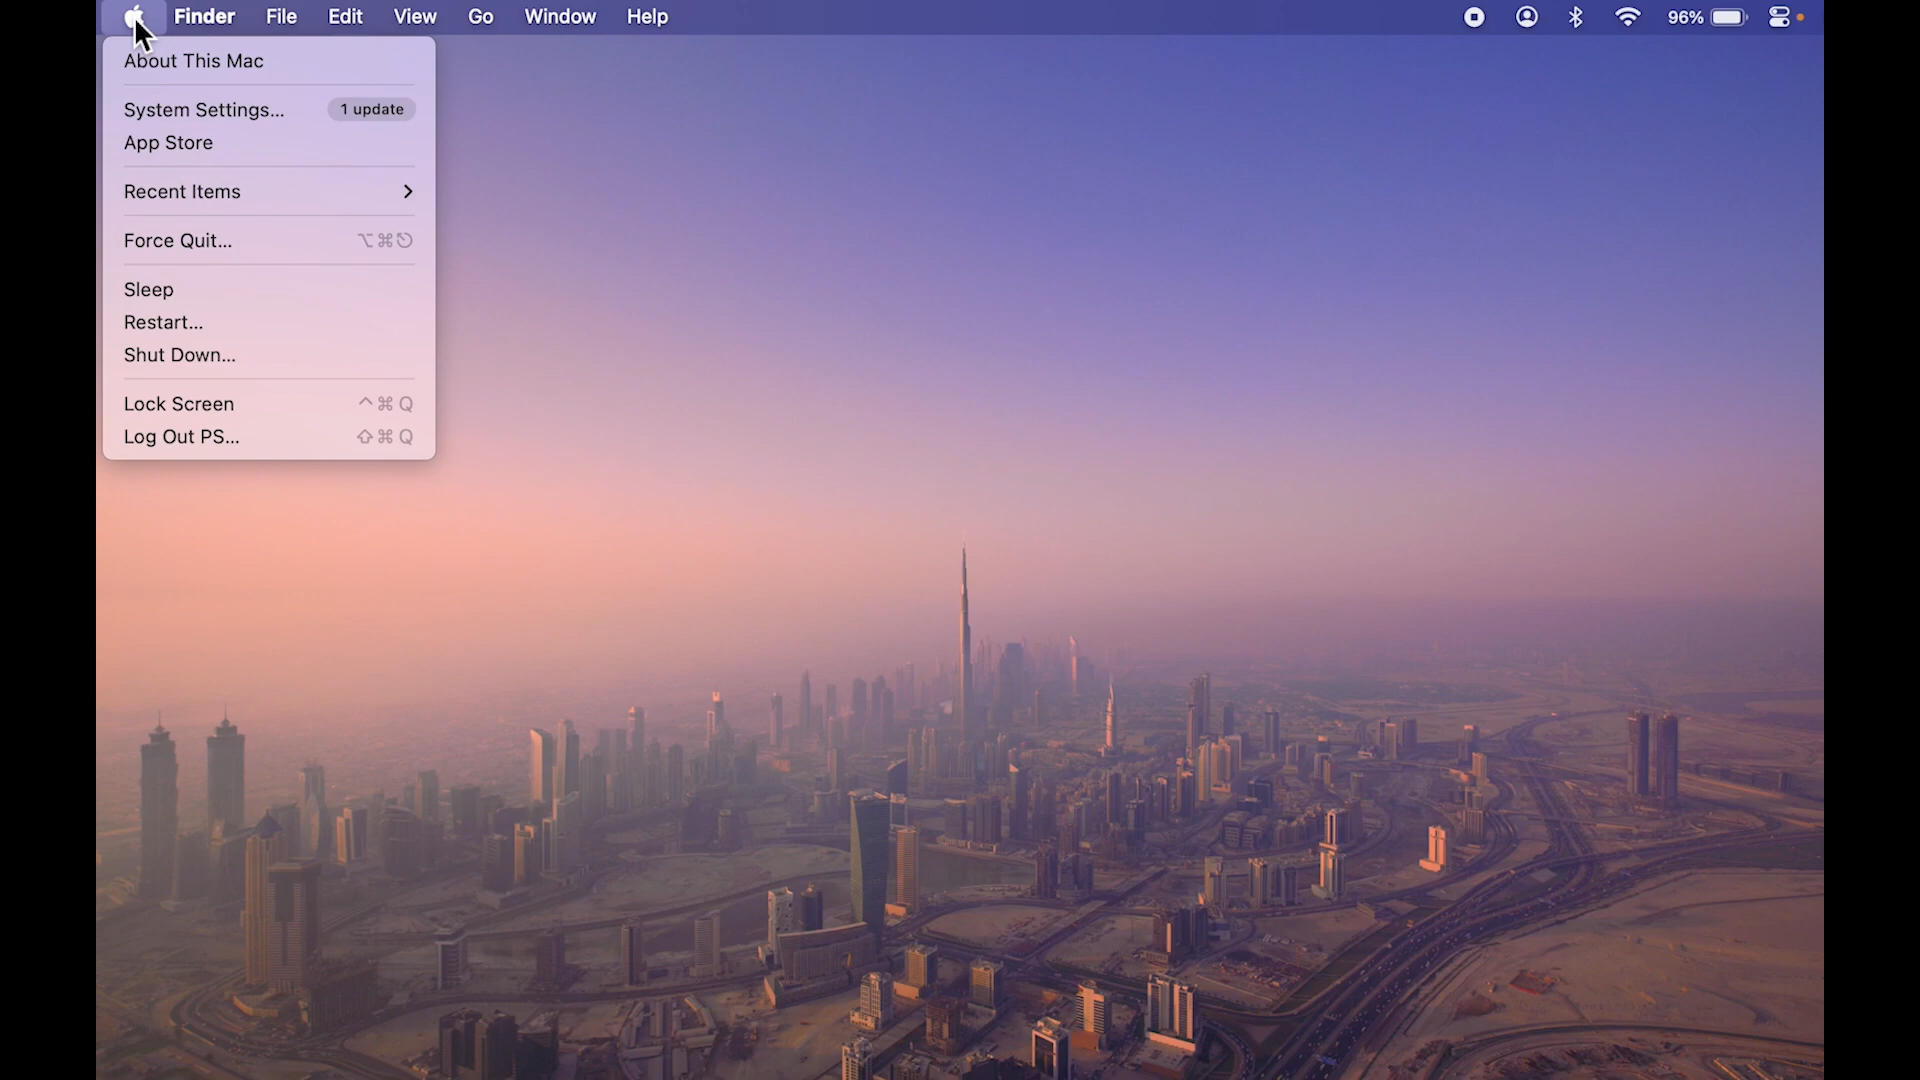 Finder File Edit View Go Window Help 96%
About This Mac
System Settings... 1 update
App Store
Recent Items
Force Quit... ⌥⌘⎋
Sleep
Restart...
Shut Down...
Lock Screen ^⌘Q
Log Out PS... ⇧⌘Q